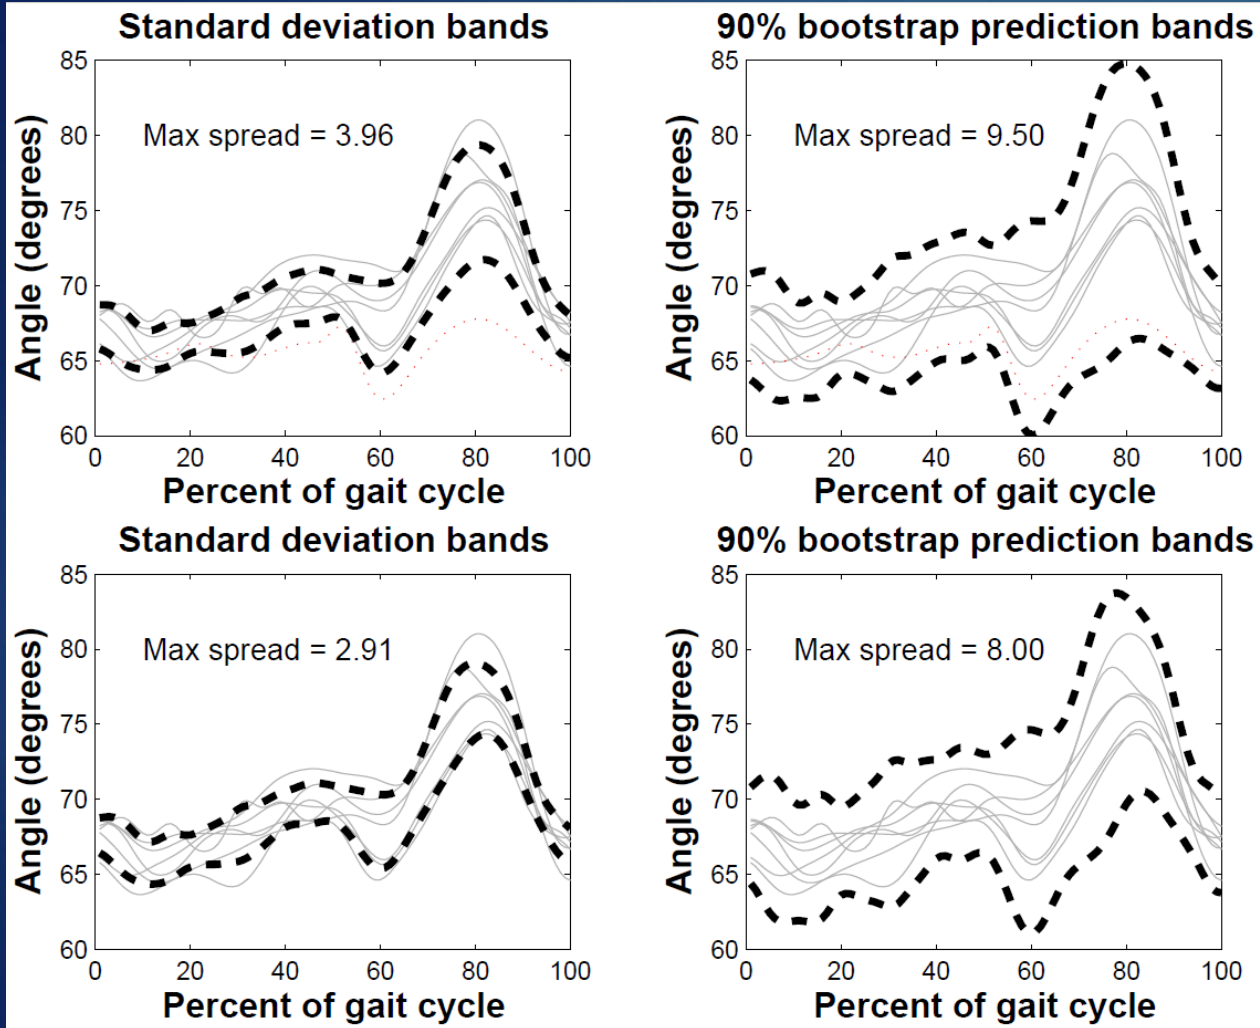 Standard deviation bands
85
80
75
70
65
60
Angle (degrees)
Max spread = 3.96
0 20 40 60 80 100
Percent of gait cycle
90% bootstrap prediction bands
85
80
75
70
65
60
Angle (degrees)
Max spread = 9.50
0 20 40 60 80 100
Percent of gait cycle
Standard deviation bands
85
80
75
70
65
60
Angle (degrees)
Max spread = 2.91
0 20 40 60 80 100
Percent of gait cycle
90% bootstrap prediction bands
85
80
75
70
65
60
Angle (degrees)
Max spread = 8.00
0 20 40 60 80 100
Percent of gait cycle